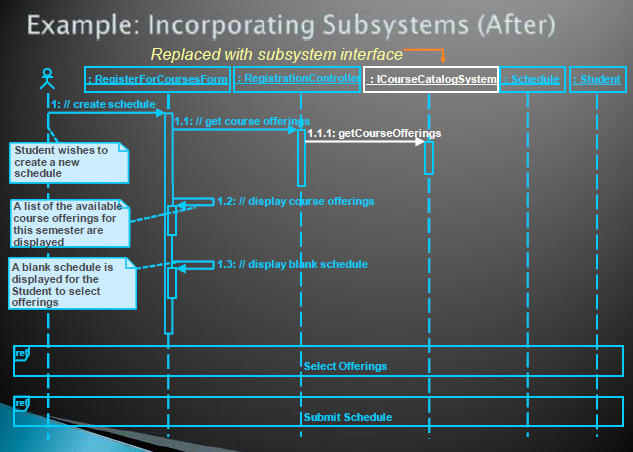 Example: Incorporating Subsystems (After)
Replaced with subsystem interface
: RegisterForCoursesForm
: RegistrationController
: ICourseCatalogSystem
: Schedule
: Student
1: // create schedule
1.1: // get course offerings
1.1.1: getCourseOfferings
Student wishes to
create a new
schedule
A list of the available
course offerings for
this semester are
displayed
1.2: // display course offerings
A blank schedule is
displayed for the
Student to select
offerings
1.3: // display blank schedule
ref
Select Offerings
ref
Submit Schedule